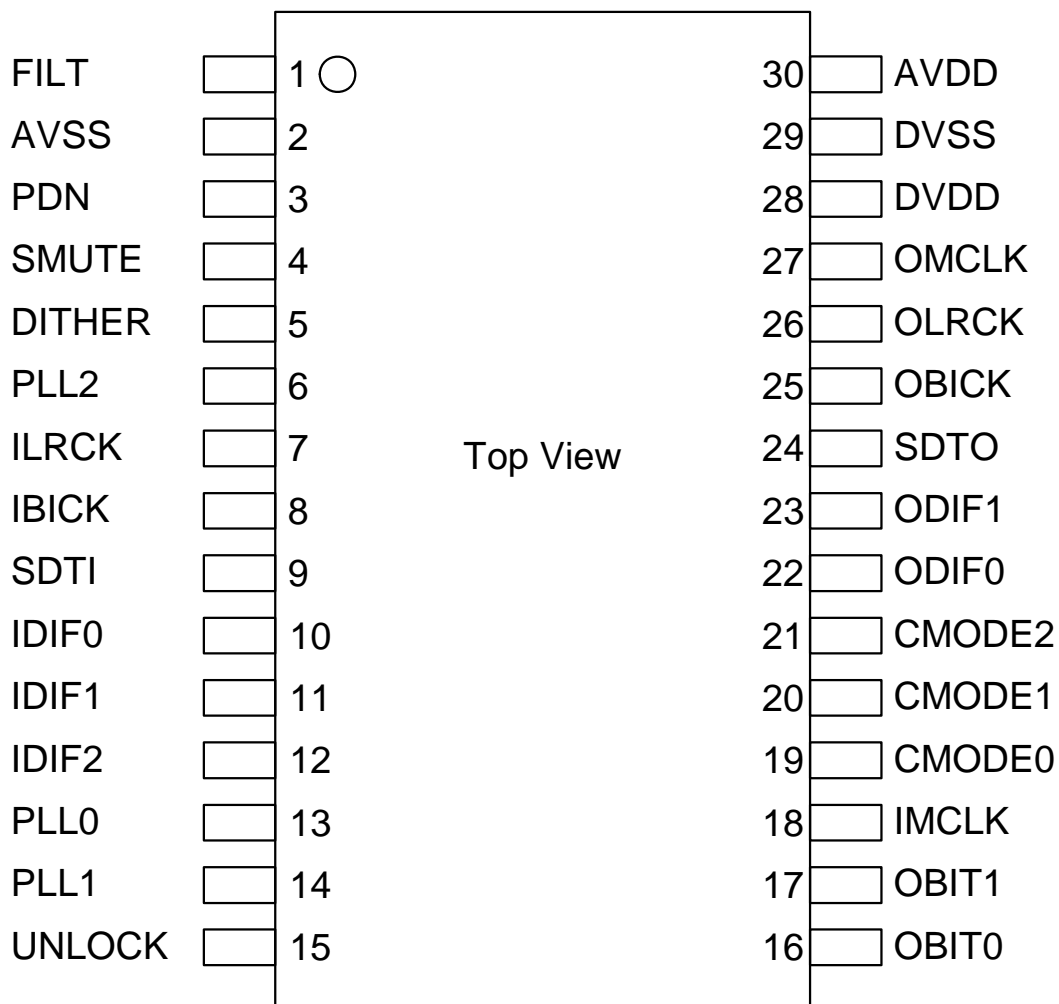 FILT 1 30 AVDD
AVSS 2 29 DVSS
PDN 3 28 DVDD
SMUTE 4 27 OMCLK
DITHER 5 26 OLRCK
PLL2 6 25 OBICK
ILRCK 7 Top View 24 SDTO
IBICK 8 23 ODIF1
SDTI 9 22 ODIF0
IDIF0 10 21 CMODE2
IDIF1 11 20 CMODE1
IDIF2 12 19 CMODE0
PLL0 13 18 IMCLK
PLL1 14 17 OBIT1
UNLOCK 15 16 OBIT0